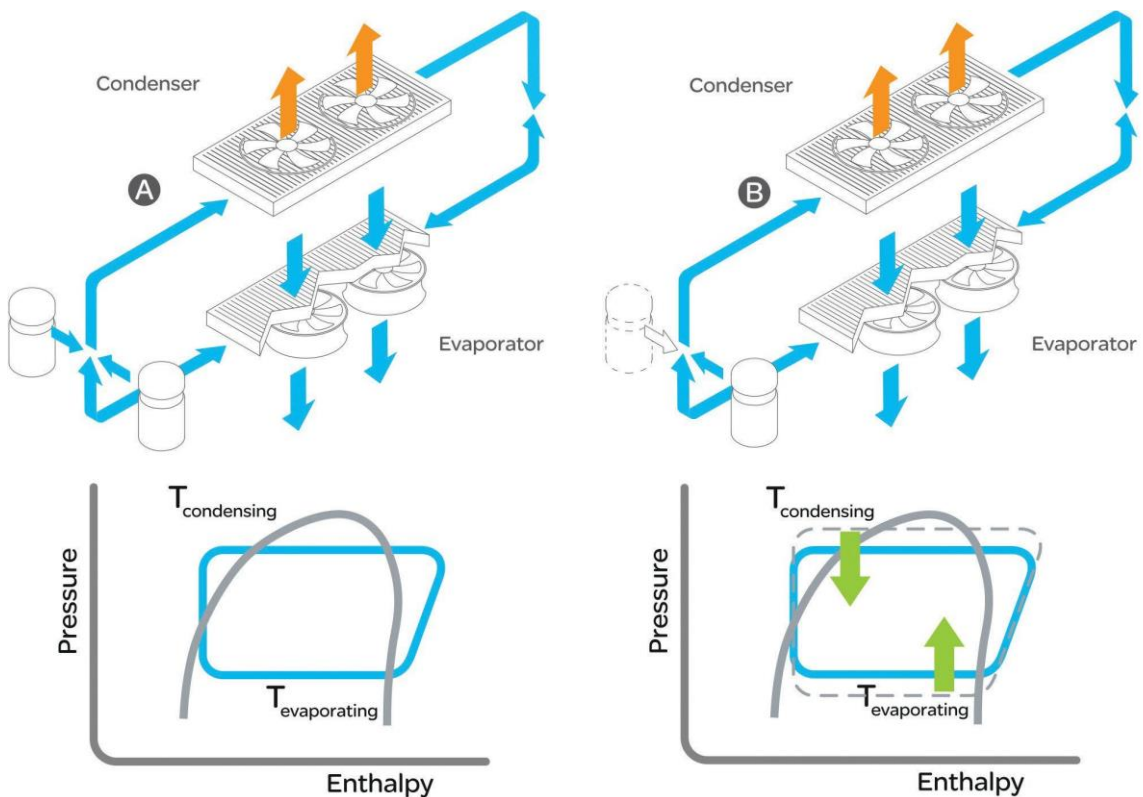 Condenser
A
Evaporator
Condenser
B
Evaporator
Tcondensing
Pressure
Tevaporating
Enthalpy
Tcondensing
Pressure
Tevaporating
Enthalpy